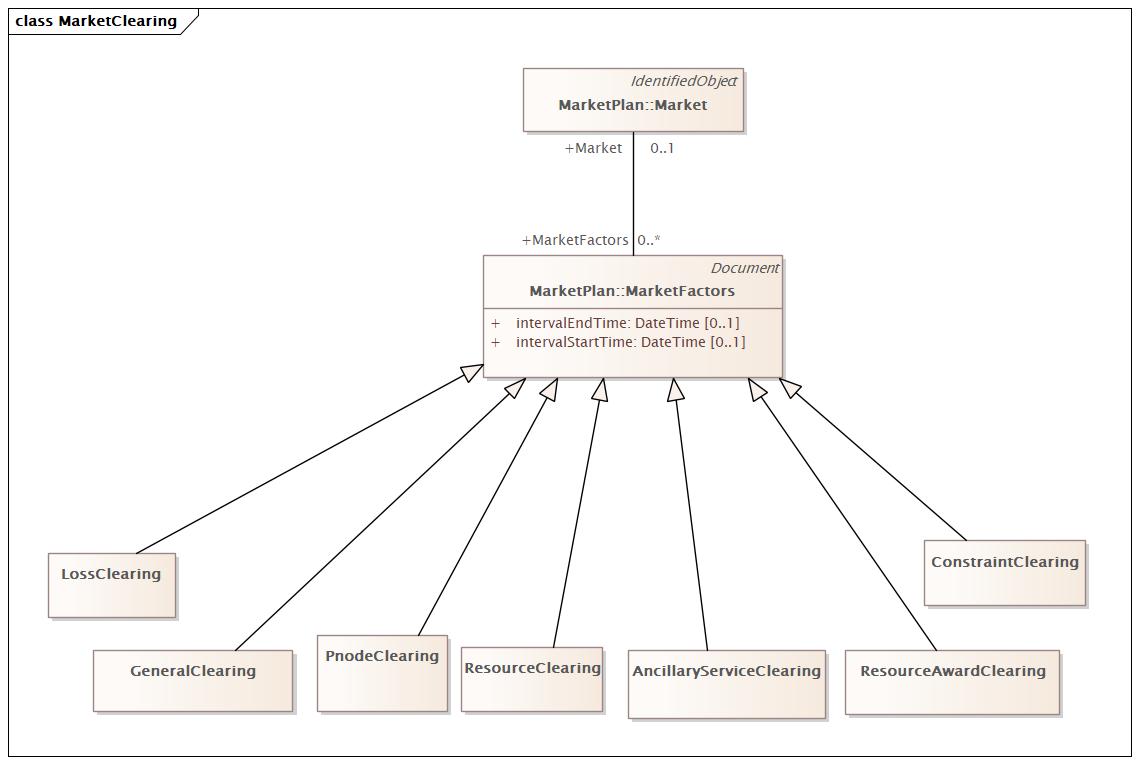 class MarketClearing
IdentifiedObject
MarketPlan::Market
+Market 0..1
+MarketFactors 0..*
Document
MarketPlan::MarketFactors
+ intervalEndTime: DateTime [0..1]
+ intervalStartTime: DateTime [0..1]
LossClearing
ConstraintClearing
GeneralClearing
PnodeClearing
ResourceClearing
AncillaryServiceClearing
ResourceAwardClearing